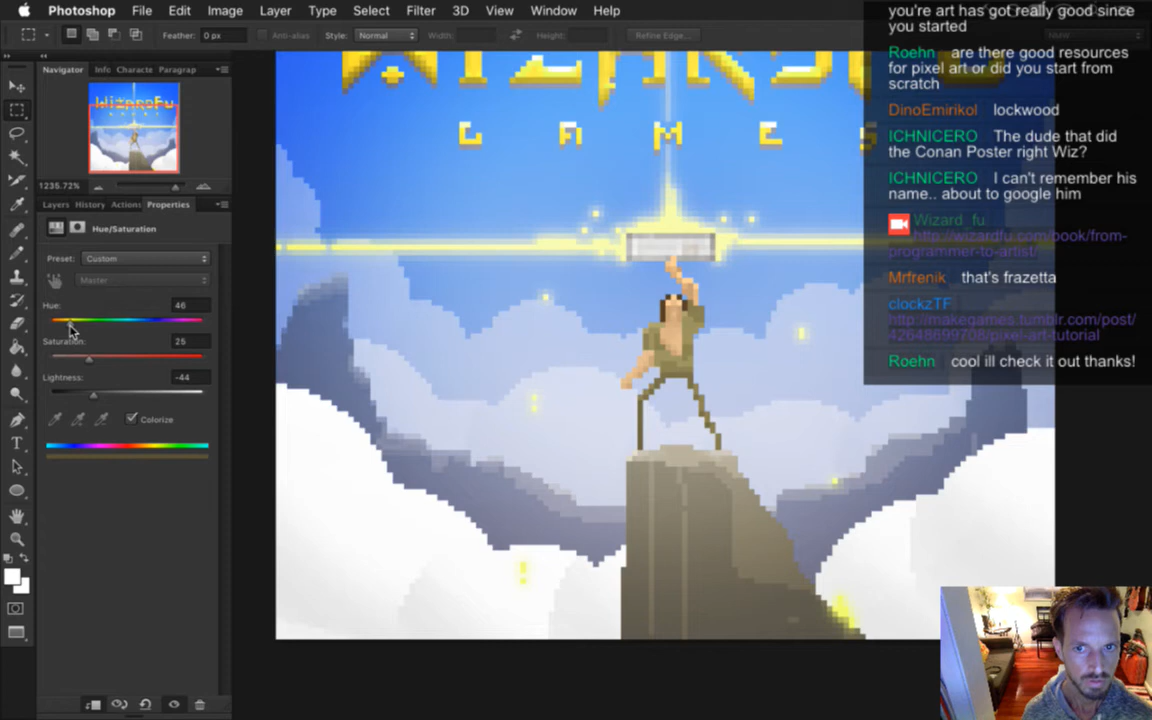 Photoshop File Edit Image Layer Type Select Filter 3D View Window Help
Feather: 0 px Anti-alias Style: Normal Width: Height: Refine Edge...
Navigator Info Characte Paragrap
WizardFu
1235.72%
Layers History Actions Properties
Hue/Saturation
Preset: Custom
Master
Hue: 46
Saturation: 25
Lightness: -44
Colorize
GAMES
you're art has got really good since
you started
Roehn are there good resources
for pixel art or did you start from
scratch
DinoEmirikol lockwood
ICHNICERO The dude that did
the Conan Poster right Wiz?
ICHNICERO I can't remember his
name.. about to google him
Wizard_fu
http://wizardfu.com/book/from-
programmer-to-artist/
Mrfrenik that's frazetta
clockzTF
http://makegames.tumblr.com/post/
42648699708/pixel-art-tutorial
Roehn cool ill check it out thanks!